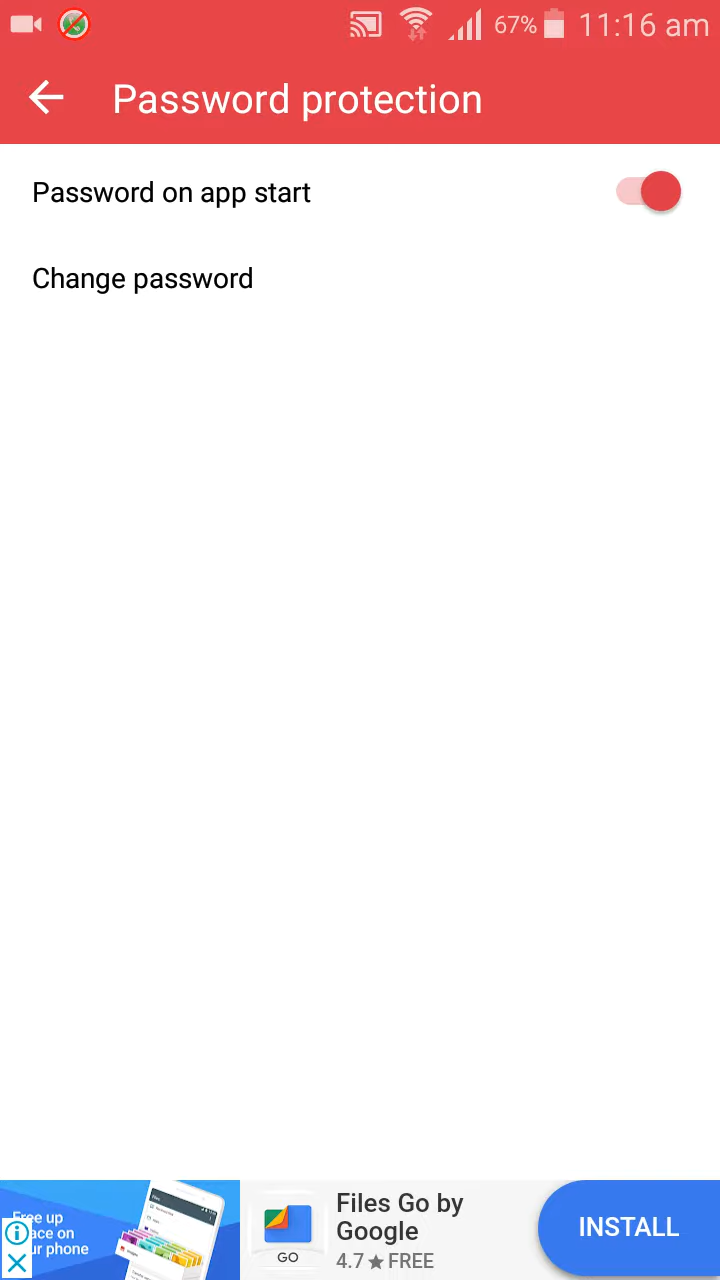 67% 11:16 am
Password protection
Password on app start
Change password
Free up
ace on
ur phone
GO
Files Go by
Google
4.7 ★ FREE
INSTALL